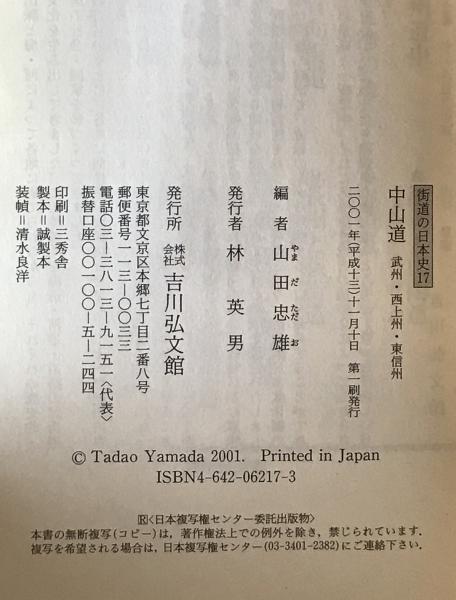 街道の日本史17
中山道 武州・西上州・東信州
二〇〇一年(平成十三)十一月十日 第一刷発行
編者 山田忠雄
やまだ ただお
発行者 林英男
発行所 株式会社 吉川弘文館
東京都文京区本郷七丁目二番八号
郵便番号一一三―〇〇三三
電話〇三―三八一三―九一五一〈代表〉
振替口座〇〇一〇〇―五―二四四
印刷=三秀舎
製本=誠製本
装幀=清水良洋
© Tadao Yamada 2001. Printed in Japan
ISBN4-642-06217-3
Ⓡ〈日本複写権センター委託出版物〉
本書の無断複写(コピー)は,著作権法上での例外を除き,禁じられています.
複写を希望される場合は,日本複写権センター(03-3401-2382)にご連絡下さい.